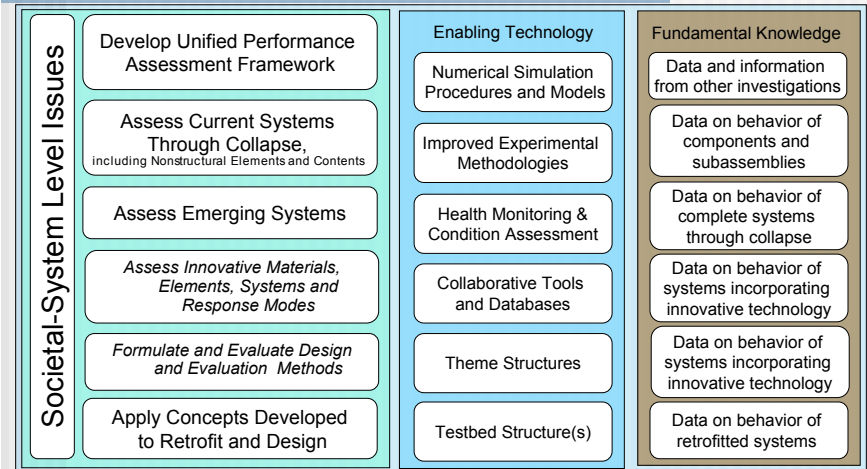 Societal-System Level Issues
Develop Unified Performance
Assessment Framework
Assess Current Systems
Through Collapse,
including Nonstructural Elements and Contents
Assess Emerging Systems
Assess Innovative Materials,
Elements, Systems and
Response Modes
Formulate and Evaluate Design
and Evaluation Methods
Apply Concepts Developed
to Retrofit and Design
Enabling Technology
Numerical Simulation
Procedures and Models
Improved Experimental
Methodologies
Health Monitoring &
Condition Assessment
Collaborative Tools
and Databases
Theme Structures
Testbed Structure(s)
Fundamental Knowledge
Data and information
from other investigations
Data on behavior of
components and
subassemblies
Data on behavior of
complete systems
through collapse
Data on behavior of
systems incorporating
innovative technology
Data on behavior of
systems incorporating
innovative technology
Data on behavior of
retrofitted systems